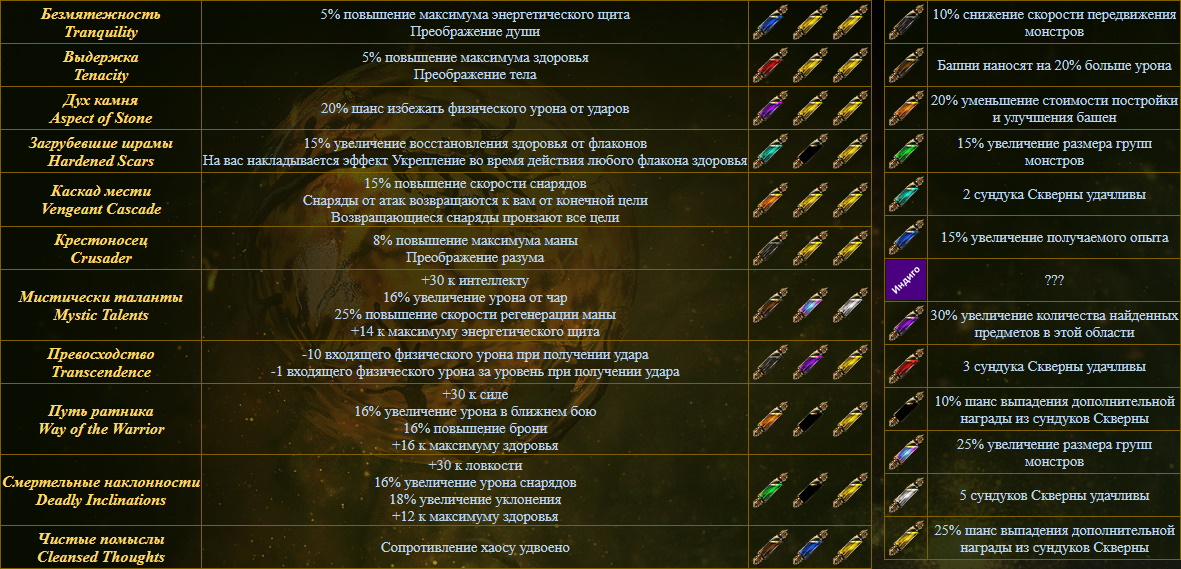 Безмятежность
Tranquility
5% повышение максимума энергетического щита
Преображение души
Выдержка
Tenacity
5% повышение максимума здоровья
Преображение тела
Дух камня
Aspect of Stone
20% шанс избежать физического урона от ударов
Загрубевшие шрамы
Hardened Scars
15% увеличение восстановления здоровья от флаконов
На вас накладывается эффект Укрепление во время действия любого флакона здоровья
Каскад мести
Vengeant Cascade
15% повышение скорости снарядов
Снаряды от атак возвращаются к вам от конечной цели
Возвращающиеся снаряды пронзают все цели
Крестоносец
Crusader
8% повышение максимума маны
Преображение разума
Мистически таланты
Mystic Talents
+30 к интеллекту
16% увеличение урона от чар
25% повышение скорости регенерации маны
+14 к максимуму энергетического щита
Превосходство
Transcendence
-10 входящего физического урона при получении удара
-1 входящего физического урона за уровень при получении удара
Путь ратника
Way of the Warrior
+30 к силе
16% увеличение урона в ближнем бою
16% повышение брони
+16 к максимуму здоровья
Смертельные наклонности
Deadly Inclinations
+30 к ловкости
16% увеличение урона снарядов
18% увеличение уклонения
+12 к максимуму здоровья
Чистые помыслы
Cleansed Thoughts
Сопротивление хаосу удвоено
10% снижение скорости передвижения
монстров
Башни наносят на 20% больше урона
20% уменьшение стоимости постройки
и улучшения башен
15% увеличение размера групп
монстров
2 сундука Скверны удачливы
15% увеличение получаемого опыта
Индиго
???
30% увеличение количества найденных
предметов в этой области
3 сундука Скверны удачливы
10% шанс выпадения дополнительной
награды из сундуков Скверны
25% увеличение размера групп
монстров
5 сундуков Скверны удачливы
25% шанс выпадения дополнительной
награды из сундуков Скверны